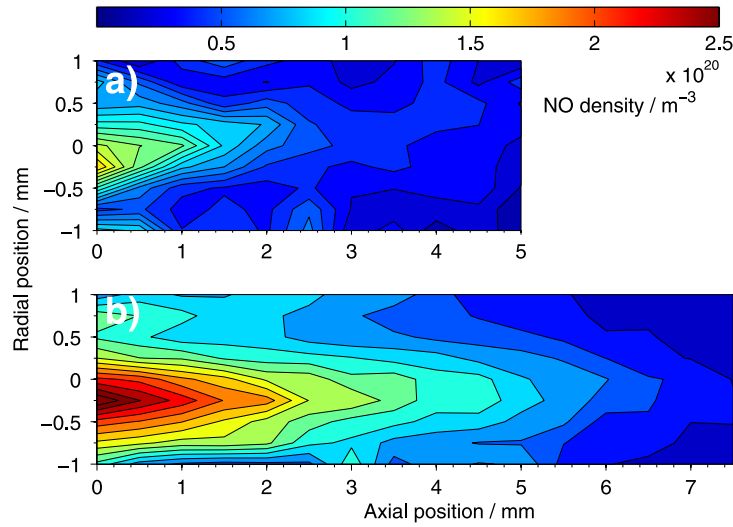 0.5 1 1.5 2 2.5
x 10²⁰
NO density / m⁻³
a)
1
0.5
0
−0.5
−1
0 1 2 3 4 5
Radial position / mm
b)
1
0.5
0
−0.5
−1
0 1 2 3 4 5 6 7
Axial position / mm